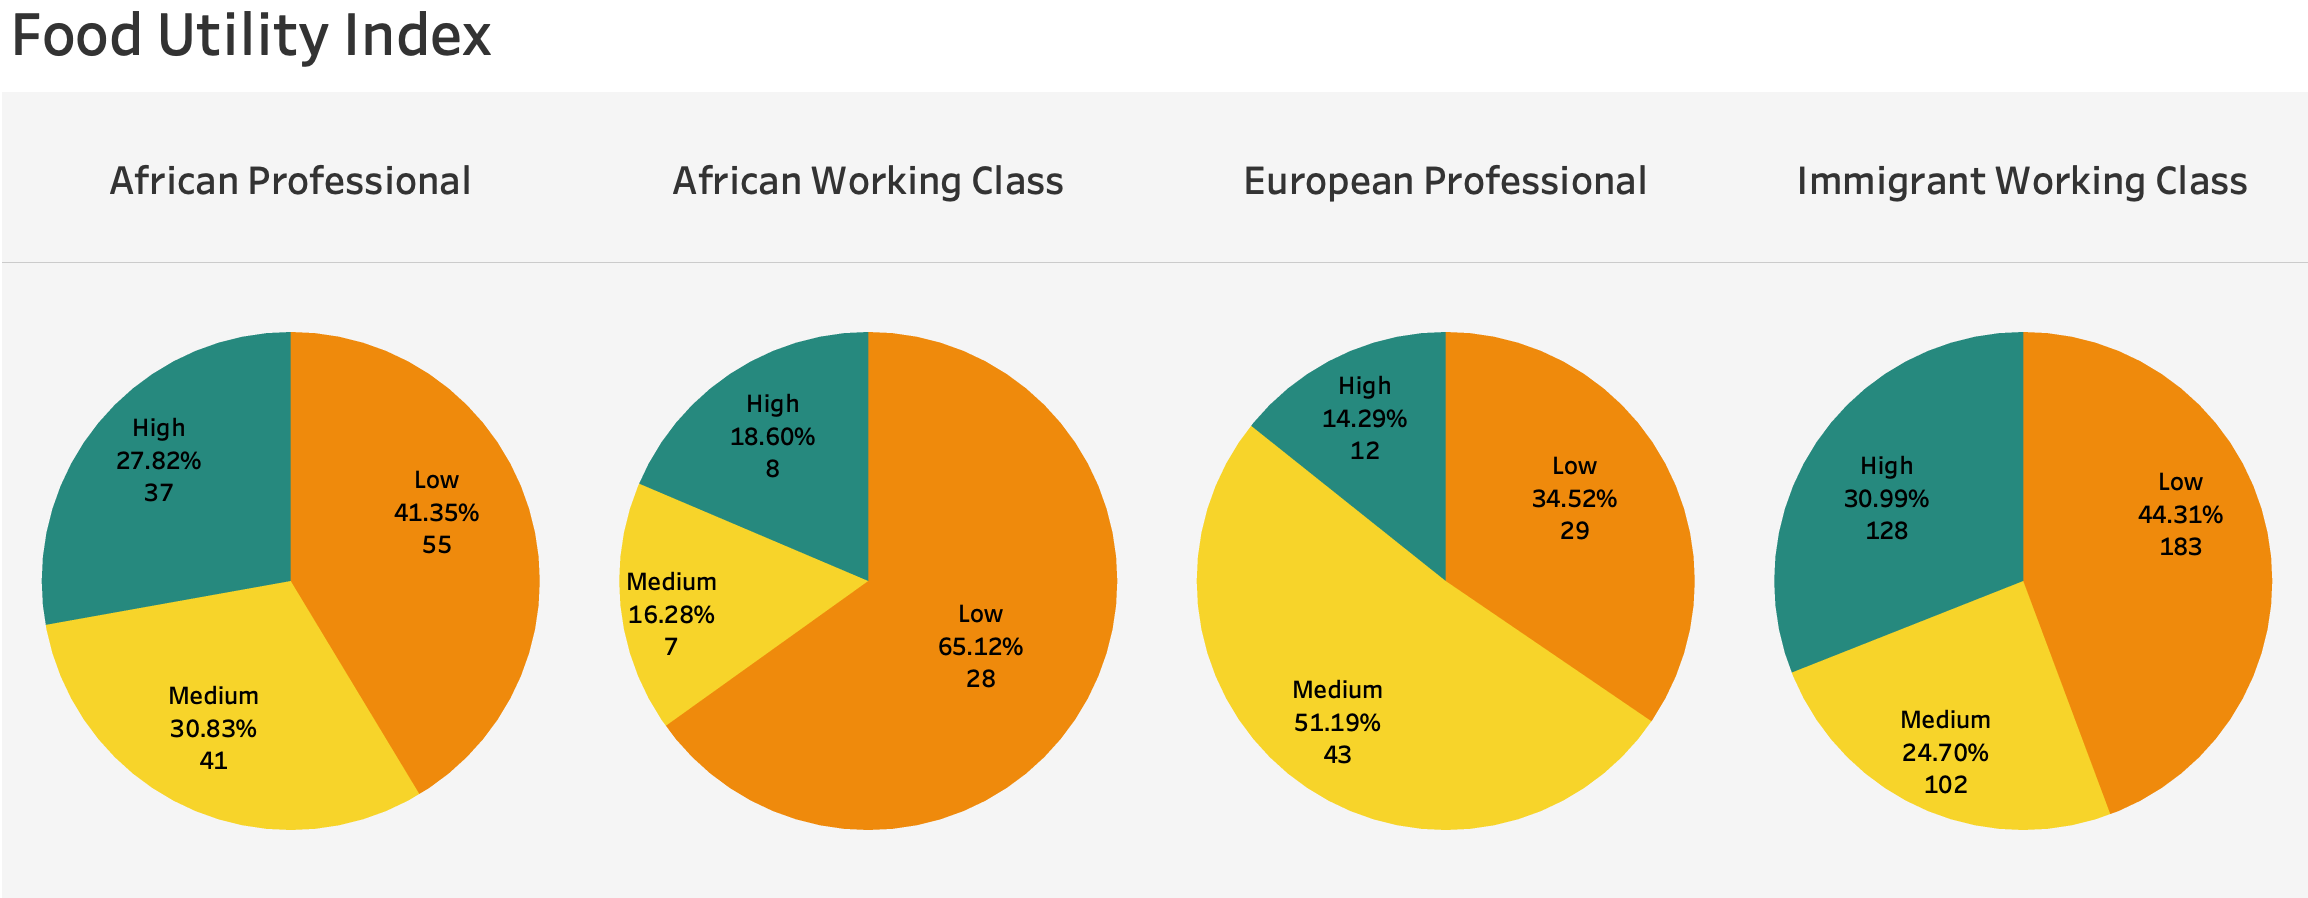 Food Utility Index
African Professional
African Working Class
European Professional
Immigrant Working Class
High
27.82%
37
Low
41.35%
55
Medium
30.83%
41
High
18.60%
8
Medium
16.28%
7
Low
65.12%
28
High
14.29%
12
Low
34.52%
29
Medium
51.19%
43
High
30.99%
128
Low
44.31%
183
Medium
24.70%
102